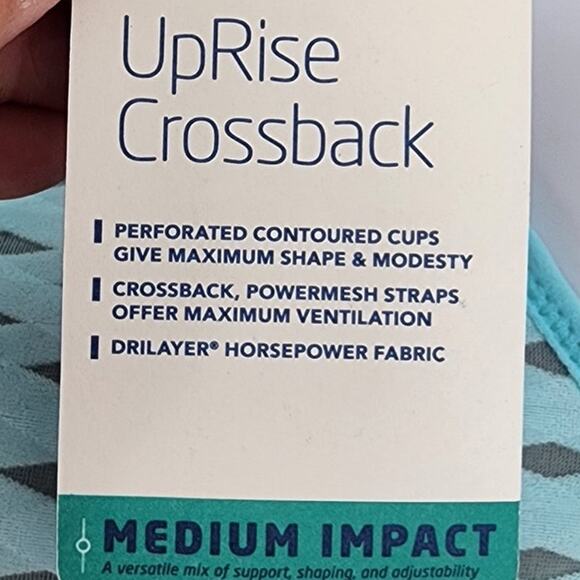 UpRise
Crossback
PERFORATED CONTOURED CUPS
GIVE MAXIMUM SHAPE & MODESTY
CROSSBACK, POWERMESH STRAPS
OFFER MAXIMUM VENTILATION
DRILAYER® HORSEPOWER FABRIC
MEDIUM IMPACT
A versatile mix of support, shaping, and adjustability